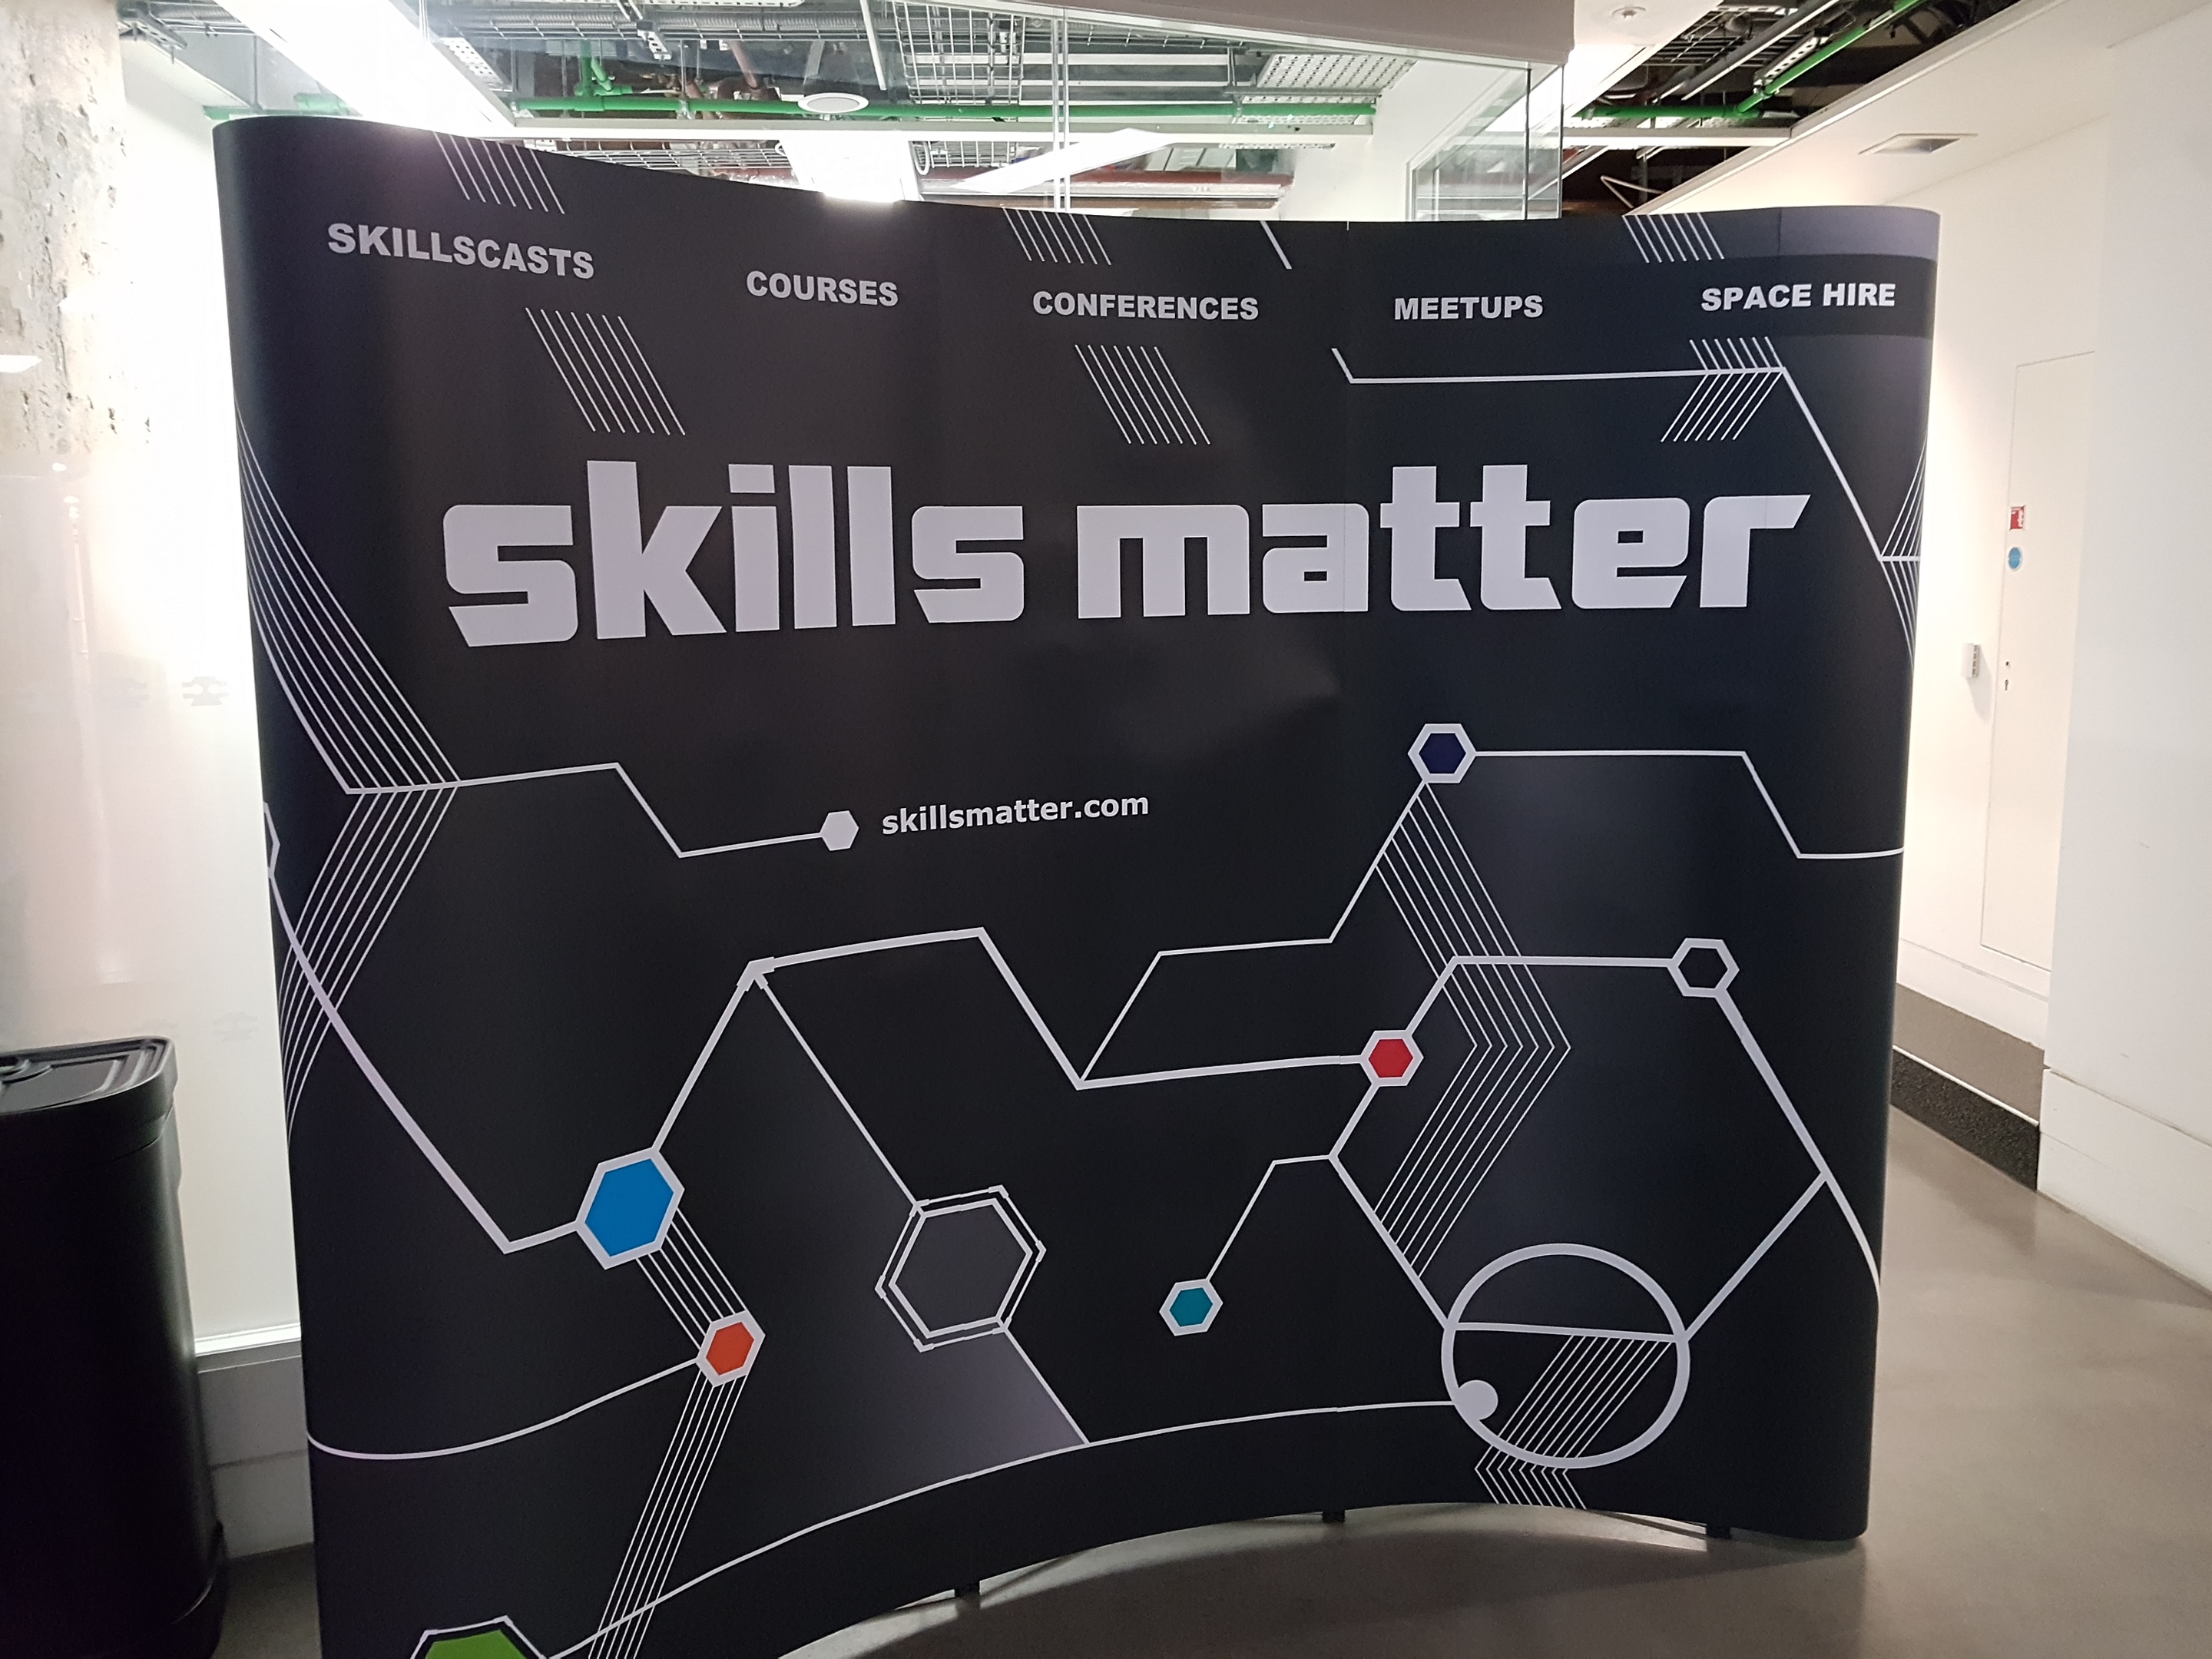 SKILLSCASTS
COURSES
CONFERENCES
MEETUPS
SPACE HIRE
skills matter
skillsmatter.com